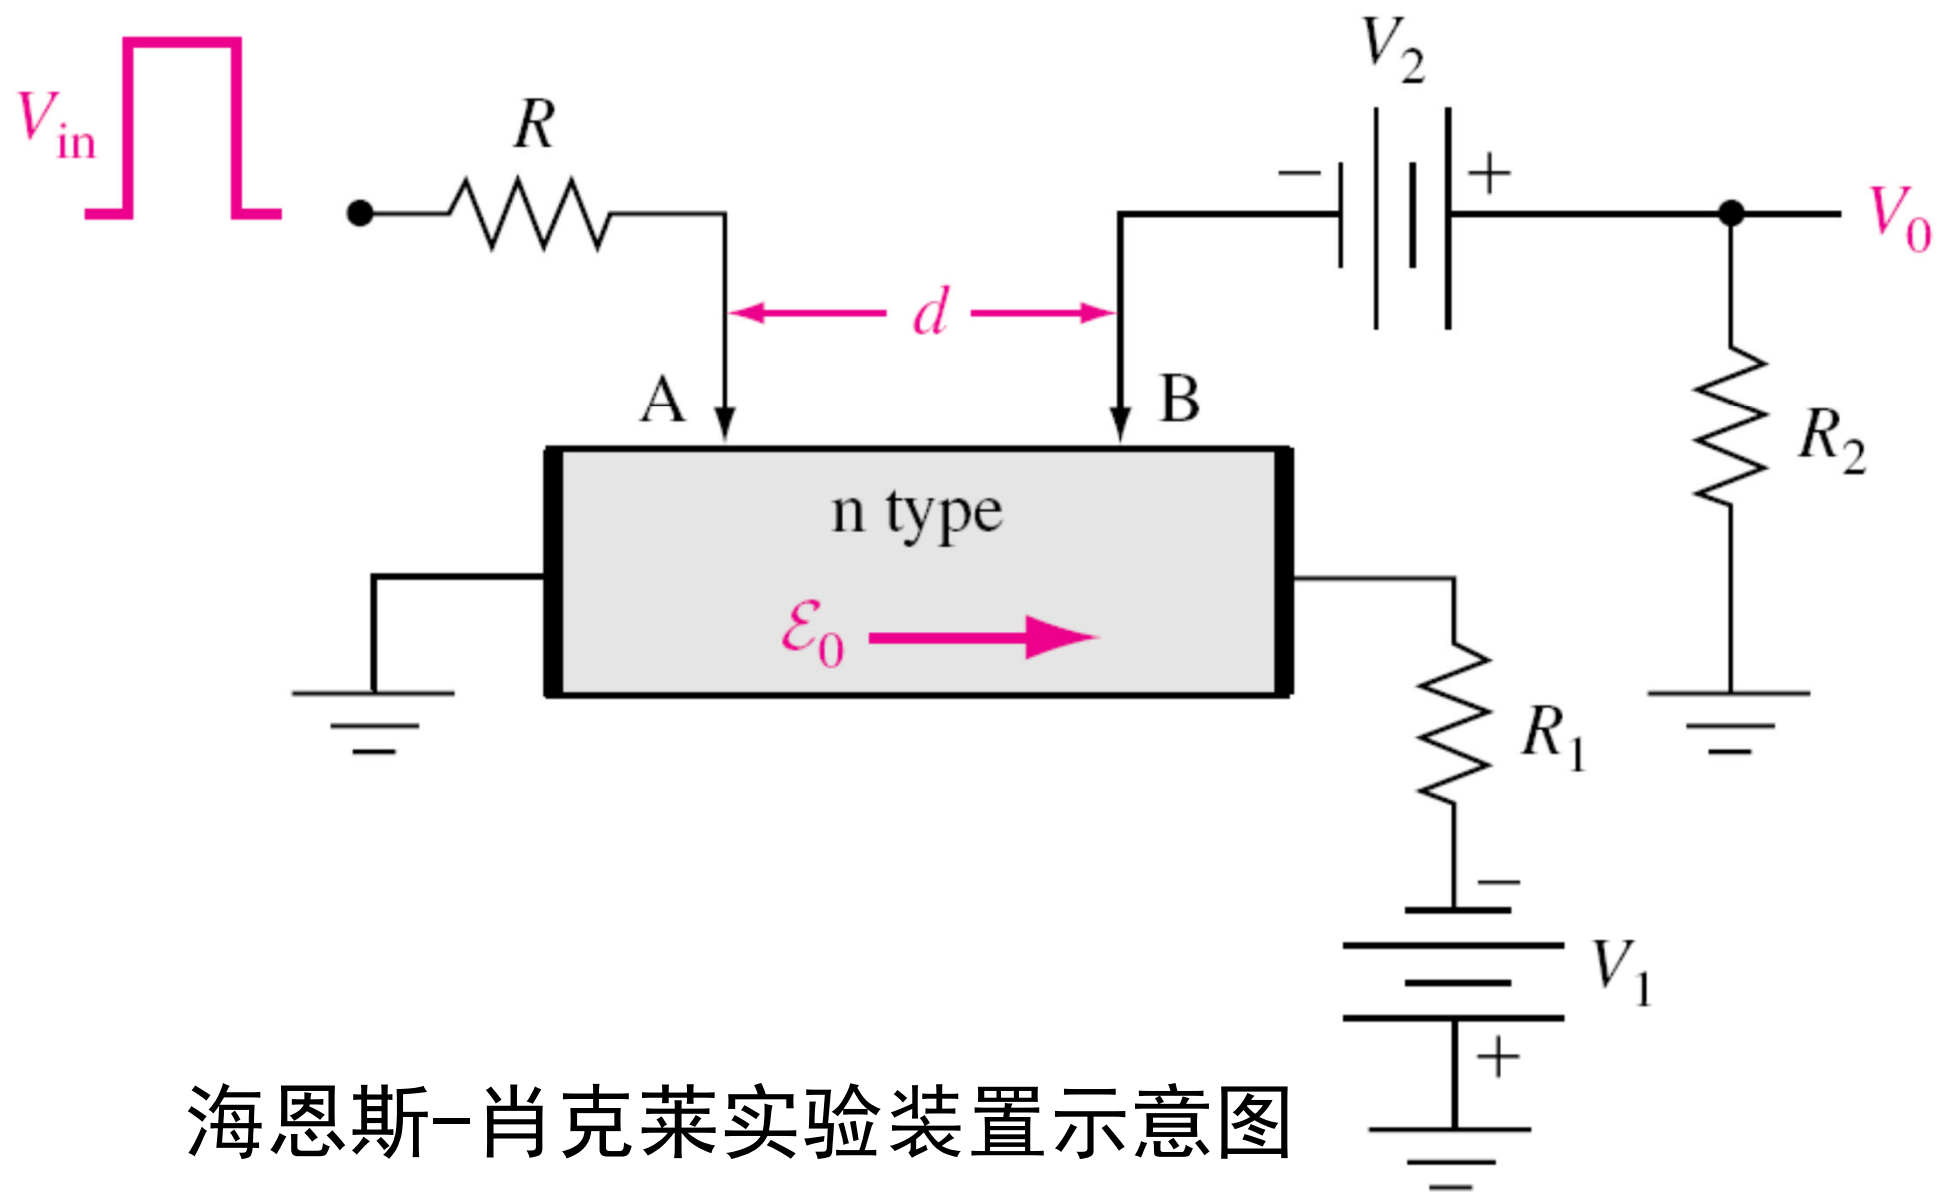 V₂
Vin
R
− +
V₀
d
A B
R₂
n type
ℰ₀
R₁
−
V₁
+
海恩斯-肖克莱实验装置示意图